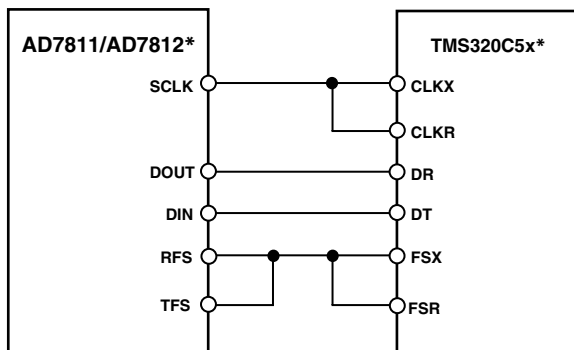 AD7811/AD7812*
TMS320C5x*
SCLK
CLKX
CLKR
DOUT
DR
DIN
DT
RFS
FSX
TFS
FSR